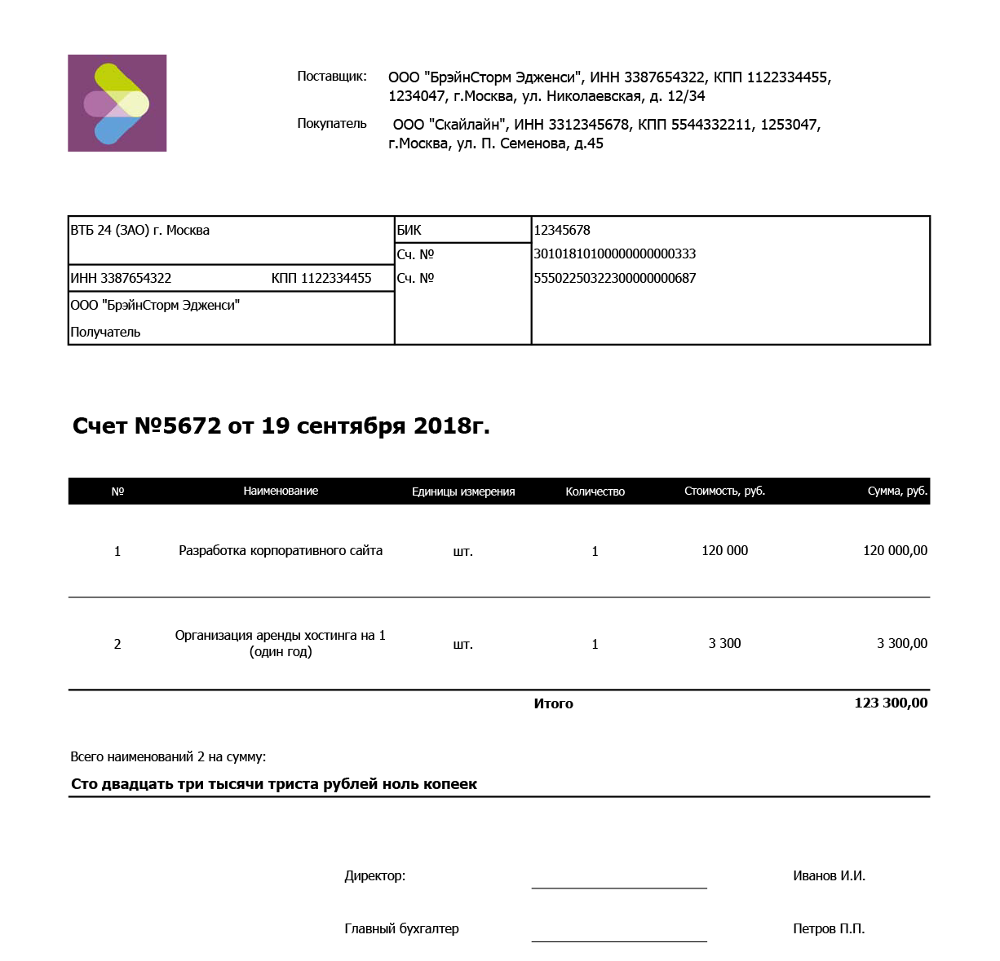 Поставщик: ООО "БрэйнСторм Эдженси", ИНН 3387654322, КПП 1122334455,
1234047, г.Москва, ул. Николаевская, д. 12/34
Покупатель ООО "Скайлайн", ИНН 3312345678, КПП 5544332211, 1253047,
г.Москва, ул. П. Семенова, д.45
ВТБ 24 (ЗАО) г. Москва БИК 12345678
Сч. № 30101810100000000000333
ИНН 3387654322 КПП 1122334455 Сч. № 55502250322300000000687
ООО "БрэйнСторм Эдженси"
Получатель
Счет №5672 от 19 сентября 2018г.
№ Наименование Единицы измерения Количество Стоимость, руб. Сумма, руб.
1 Разработка корпоративного сайта шт. 1 120 000 120 000,00
2 Организация аренды хостинга на 1 шт. 1 3 300 3 300,00
(один год)
Итого 123 300,00
Всего наименований 2 на сумму:
Сто двадцать три тысячи триста рублей ноль копеек
Директор: Иванов И.И.
Главный бухгалтер Петров П.П.